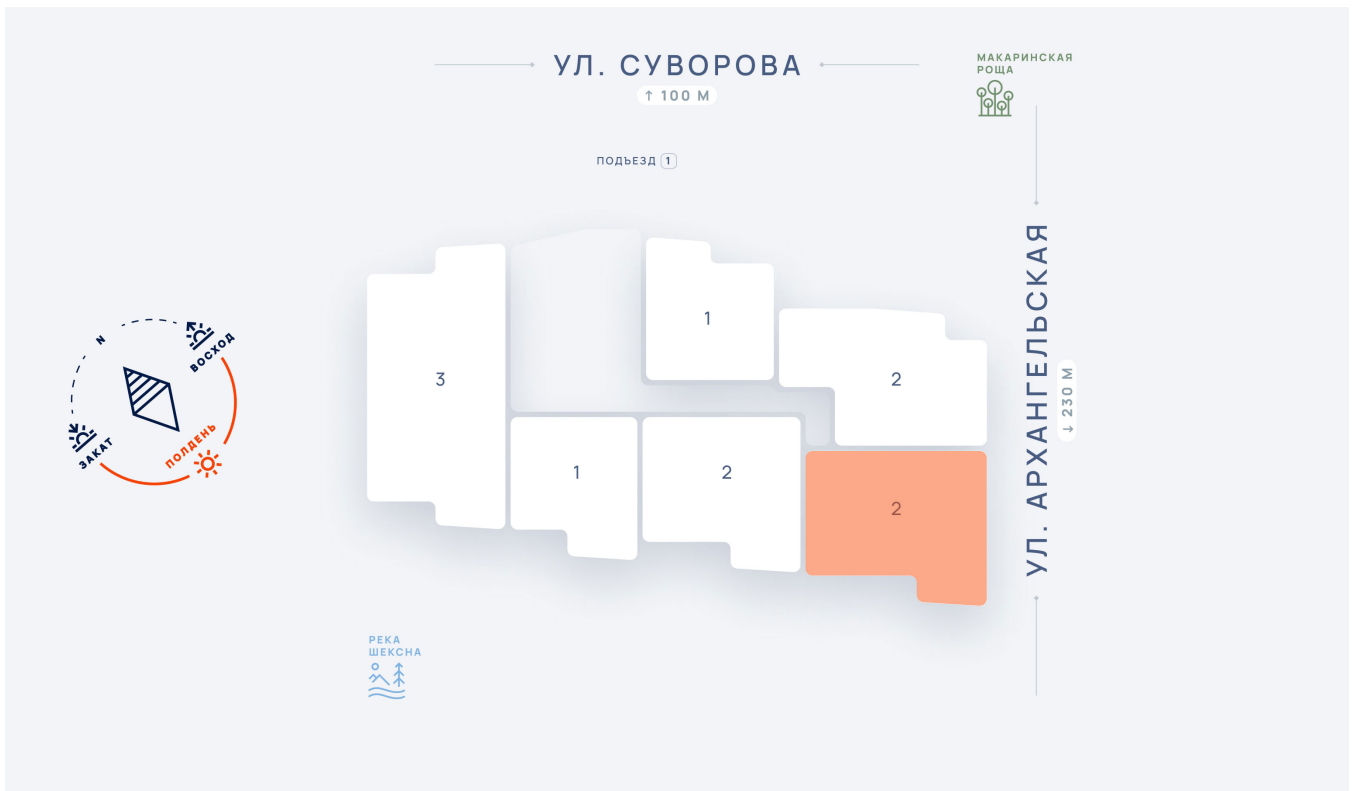 УЛ. СУВОРОВА
↑ 100 М
МАКАРИНСКАЯ
РОЩА
ПОДЪЕЗД 1
УЛ. АРХАНГЕЛЬСКАЯ
↓ 230 М
N
ВОСХОД
ПОЛДЕНЬ
ЗАКАТ
3
1
2
1
2
2
РЕКА
ШЕКСНА